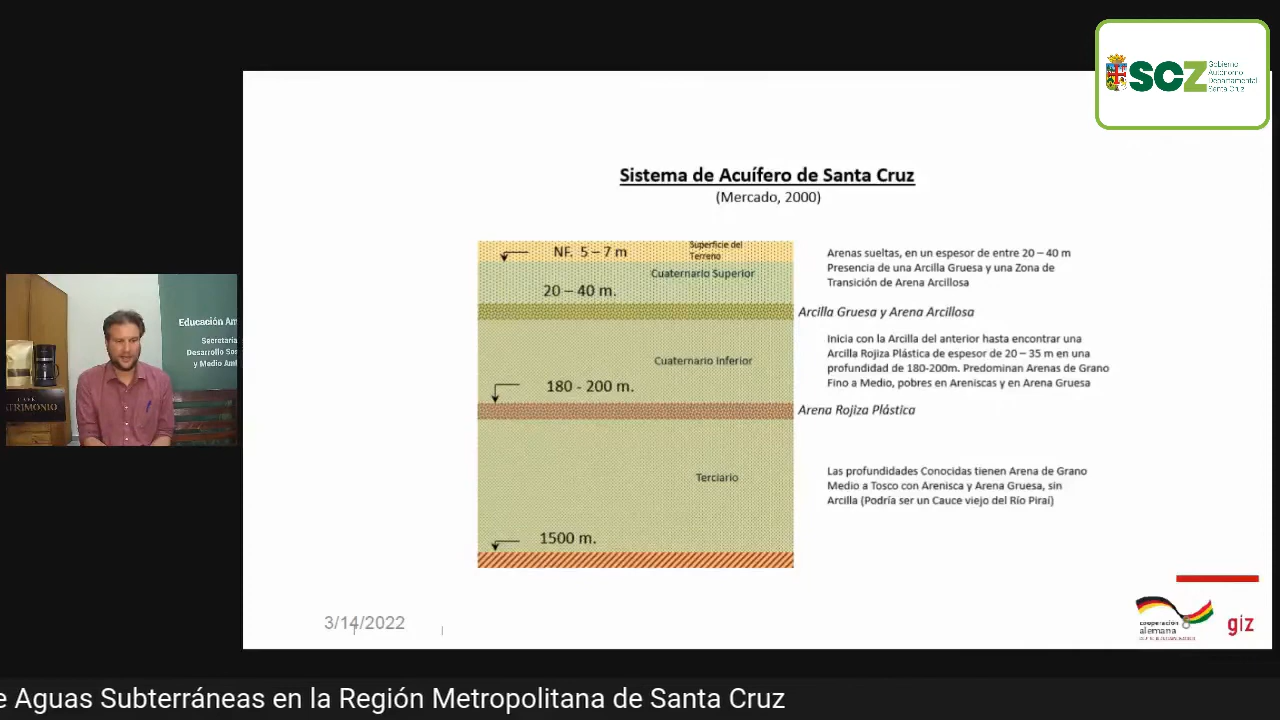 SCZ
Gobierno
Autónomo
Departamental
Santa Cruz
Sistema de Acuífero de Santa Cruz
(Mercado, 2000)
NF. 5 – 7 m
Superficie del
Terreno
Cuaternario Superior
20 – 40 m.
Arenas sueltas, en un espesor de entre 20 – 40 m
Presencia de una Arcilla Gruesa y una Zona de
Transición de Arena Arcillosa
Arcilla Gruesa y Arena Arcillosa
Cuaternario Inferior
180 - 200 m.
Inicia con la Arcilla del anterior hasta encontrar una
Arcilla Rojiza Plástica de espesor de 20 – 35 m en una
profundidad de 180-200m. Predominan Arenas de Grano
Fino a Medio, pobres en Areniscas y en Arena Gruesa
Arena Rojiza Plástica
Terciario
1500 m.
Las profundidades Conocidas tienen Arena de Grano
Medio a Tosco con Arenisca y Arena Gruesa, sin
Arcilla (Podría ser un Cauce viejo del Río Piraí)
Educación Am
Secretaría
Desarrollo Sos
y Medio Amb
CAFÉ
ATRIMONIO
3/14/2022
cooperación
alemana
giz
e Aguas Subterráneas en la Región Metropolitana de Santa Cruz